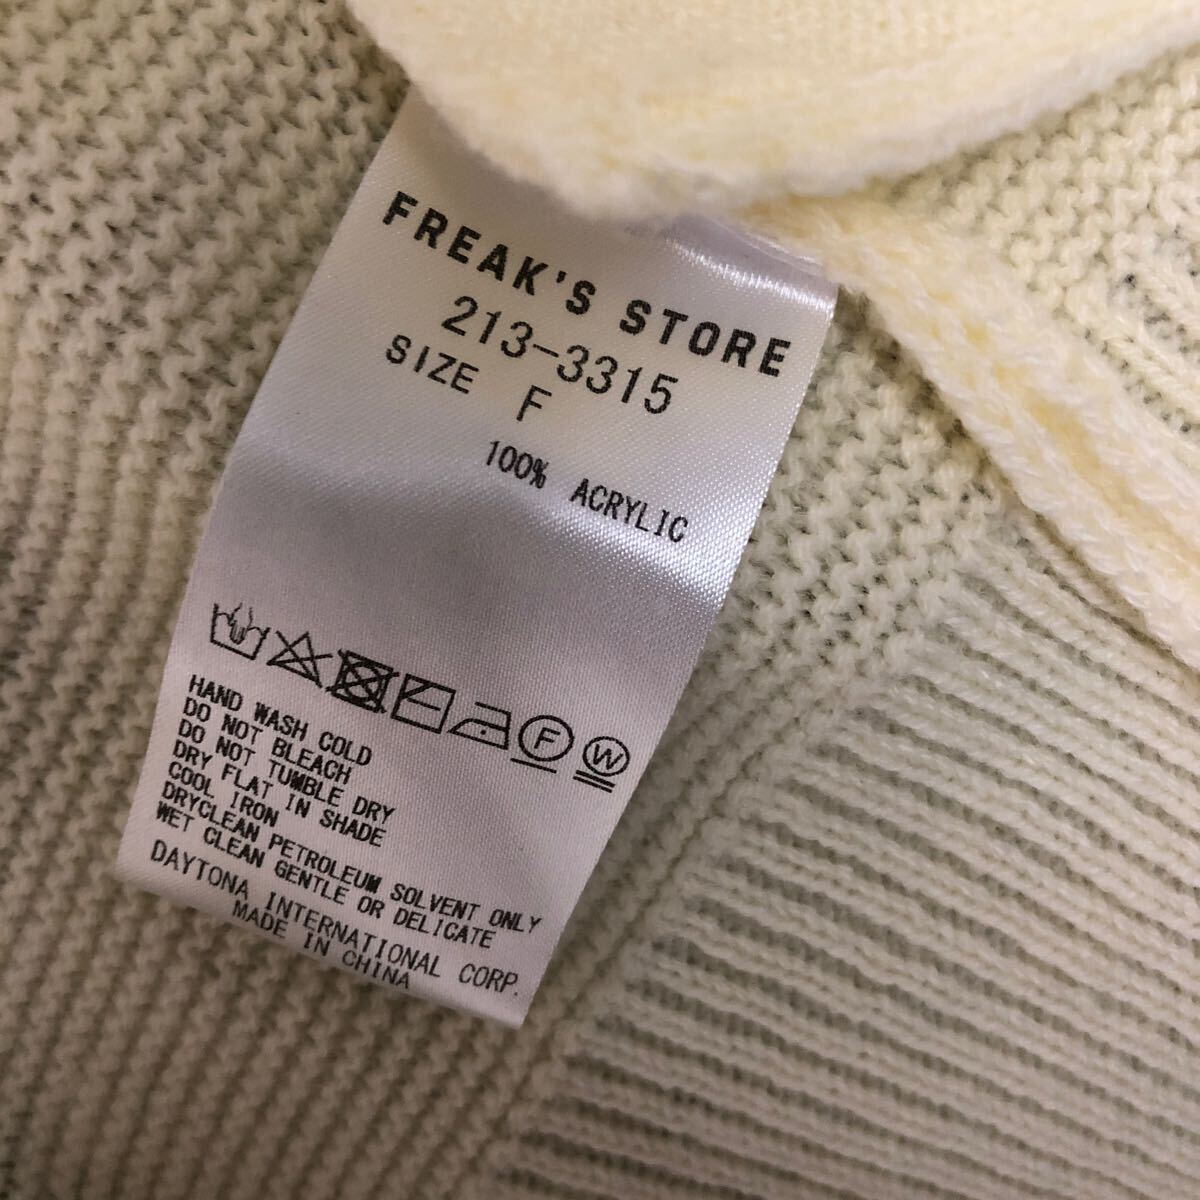 FREAK'S STORE
213-3315
SIZE F
100% ACRYLIC
F W
HAND WASH COLD
DO NOT BLEACH
DO NOT TUMBLE DRY
DRY FLAT IN SHADE
COOL IRON
DRYCLEAN PETROLEUM SOLVENT ONLY
WET CLEAN GENTLE OR DELICATE
DAYTONA INTERNATIONAL CORP.
MADE IN CHINA